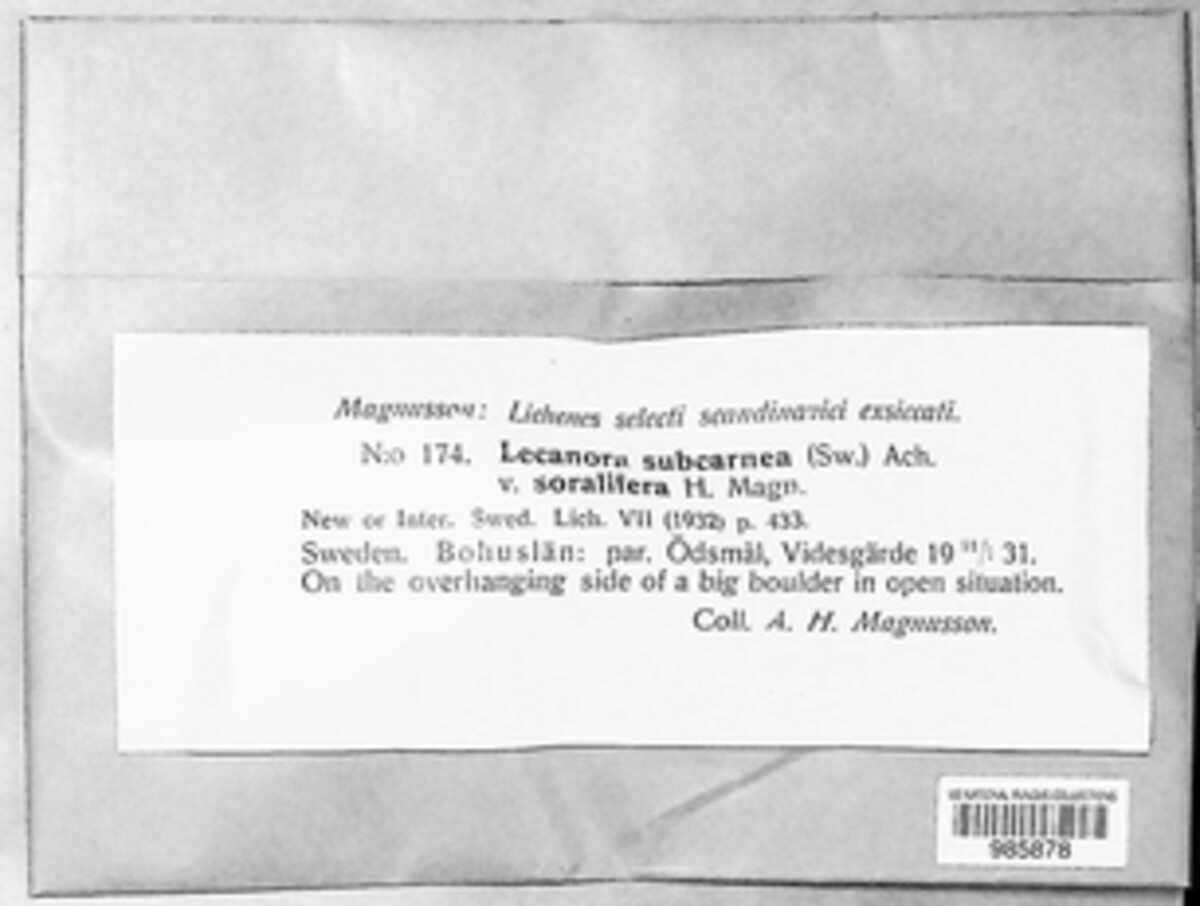 Magnusson: Lichenes selecti scandinavici exsiccati.
N:o 174. Lecanora subcarnea (Sw.) Ach.
v. soralifera H. Magn.
New or Inter. Swed. Lich. VII (1932) p. 433.
Sweden. Bohuslän: par. Ödsmål, Videsgärde 19 31.
On the overhanging side of a big boulder in open situation.
Coll. A. H. Magnusson.
985878